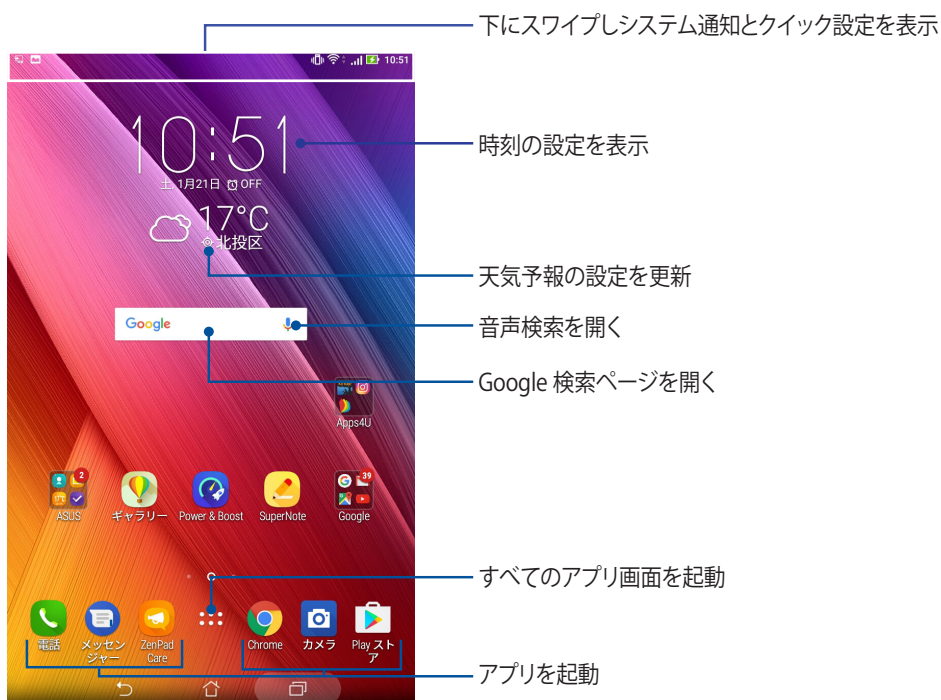 下にスワイプしシステム通知とクイック設定を表示
10:51
10:51
時刻の設定を表示
土, 1月21日 OFF
17°C
北投区
天気予報の設定を更新
Google
音声検索を開く
Google 検索ページを開く
Apps4U
2
39
ASUS
ギャラリー
Power & Boost
SuperNote
Google
すべてのアプリ画面を起動
電話
メッセン
ジャー
ZenPad
Care
Chrome
カメラ
Play スト
ア
アプリを起動